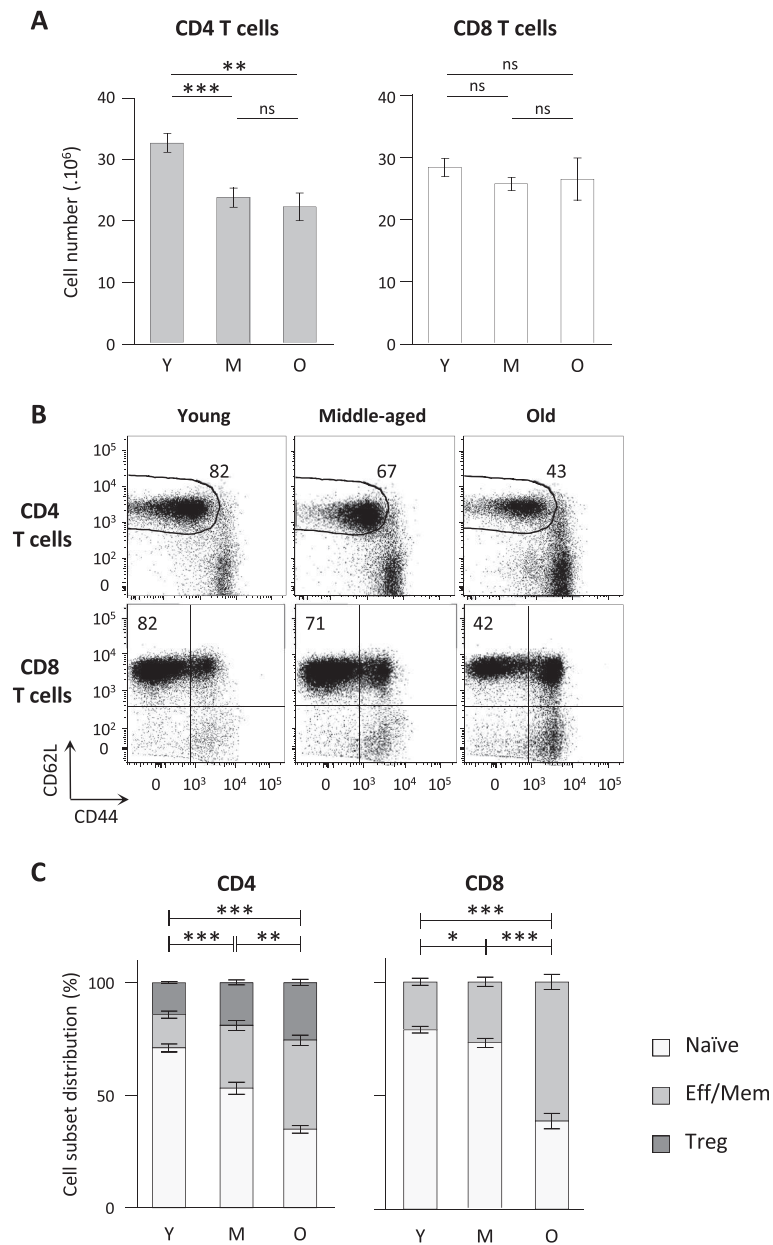 A
CD4 T cells
CD8 T cells
**
***
ns
ns
ns
ns
Cell number (.10⁶)
40
30
20
10
0
40
30
20
10
0
Y M O
Y M O
B
Young Middle-aged Old
CD4
T cells
10⁵
10⁴
10³
10²
0
82
67
43
CD8
T cells
10⁵
10⁴
10³
10²
0
82
71
42
0 10³ 10⁴ 10⁵
0 10³ 10⁴ 10⁵
0 10³ 10⁴ 10⁵
CD62L
CD44
C
CD4
CD8
***
*** **
***
* ***
Cell subset distribution (%)
100
50
0
Y M O
Y M O
Naïve
Eff/Mem
Treg